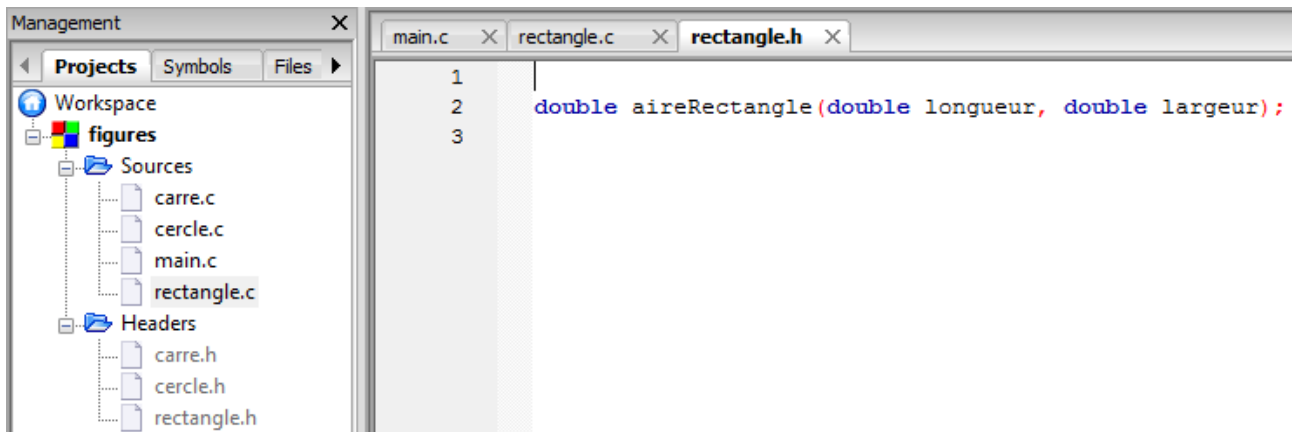 Management
Projects Symbols Files
Workspace
figures
Sources
carre.c
cercle.c
main.c
rectangle.c
Headers
carre.h
cercle.h
rectangle.h
main.c rectangle.c rectangle.h
1
2 double aireRectangle(double longueur, double largeur);
3